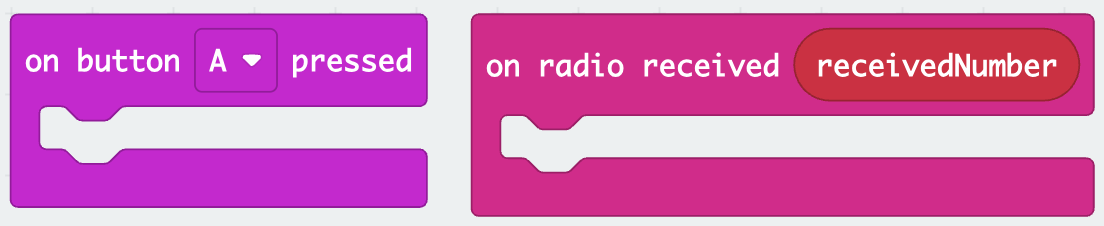 on button A pressed
on radio received receivedNumber